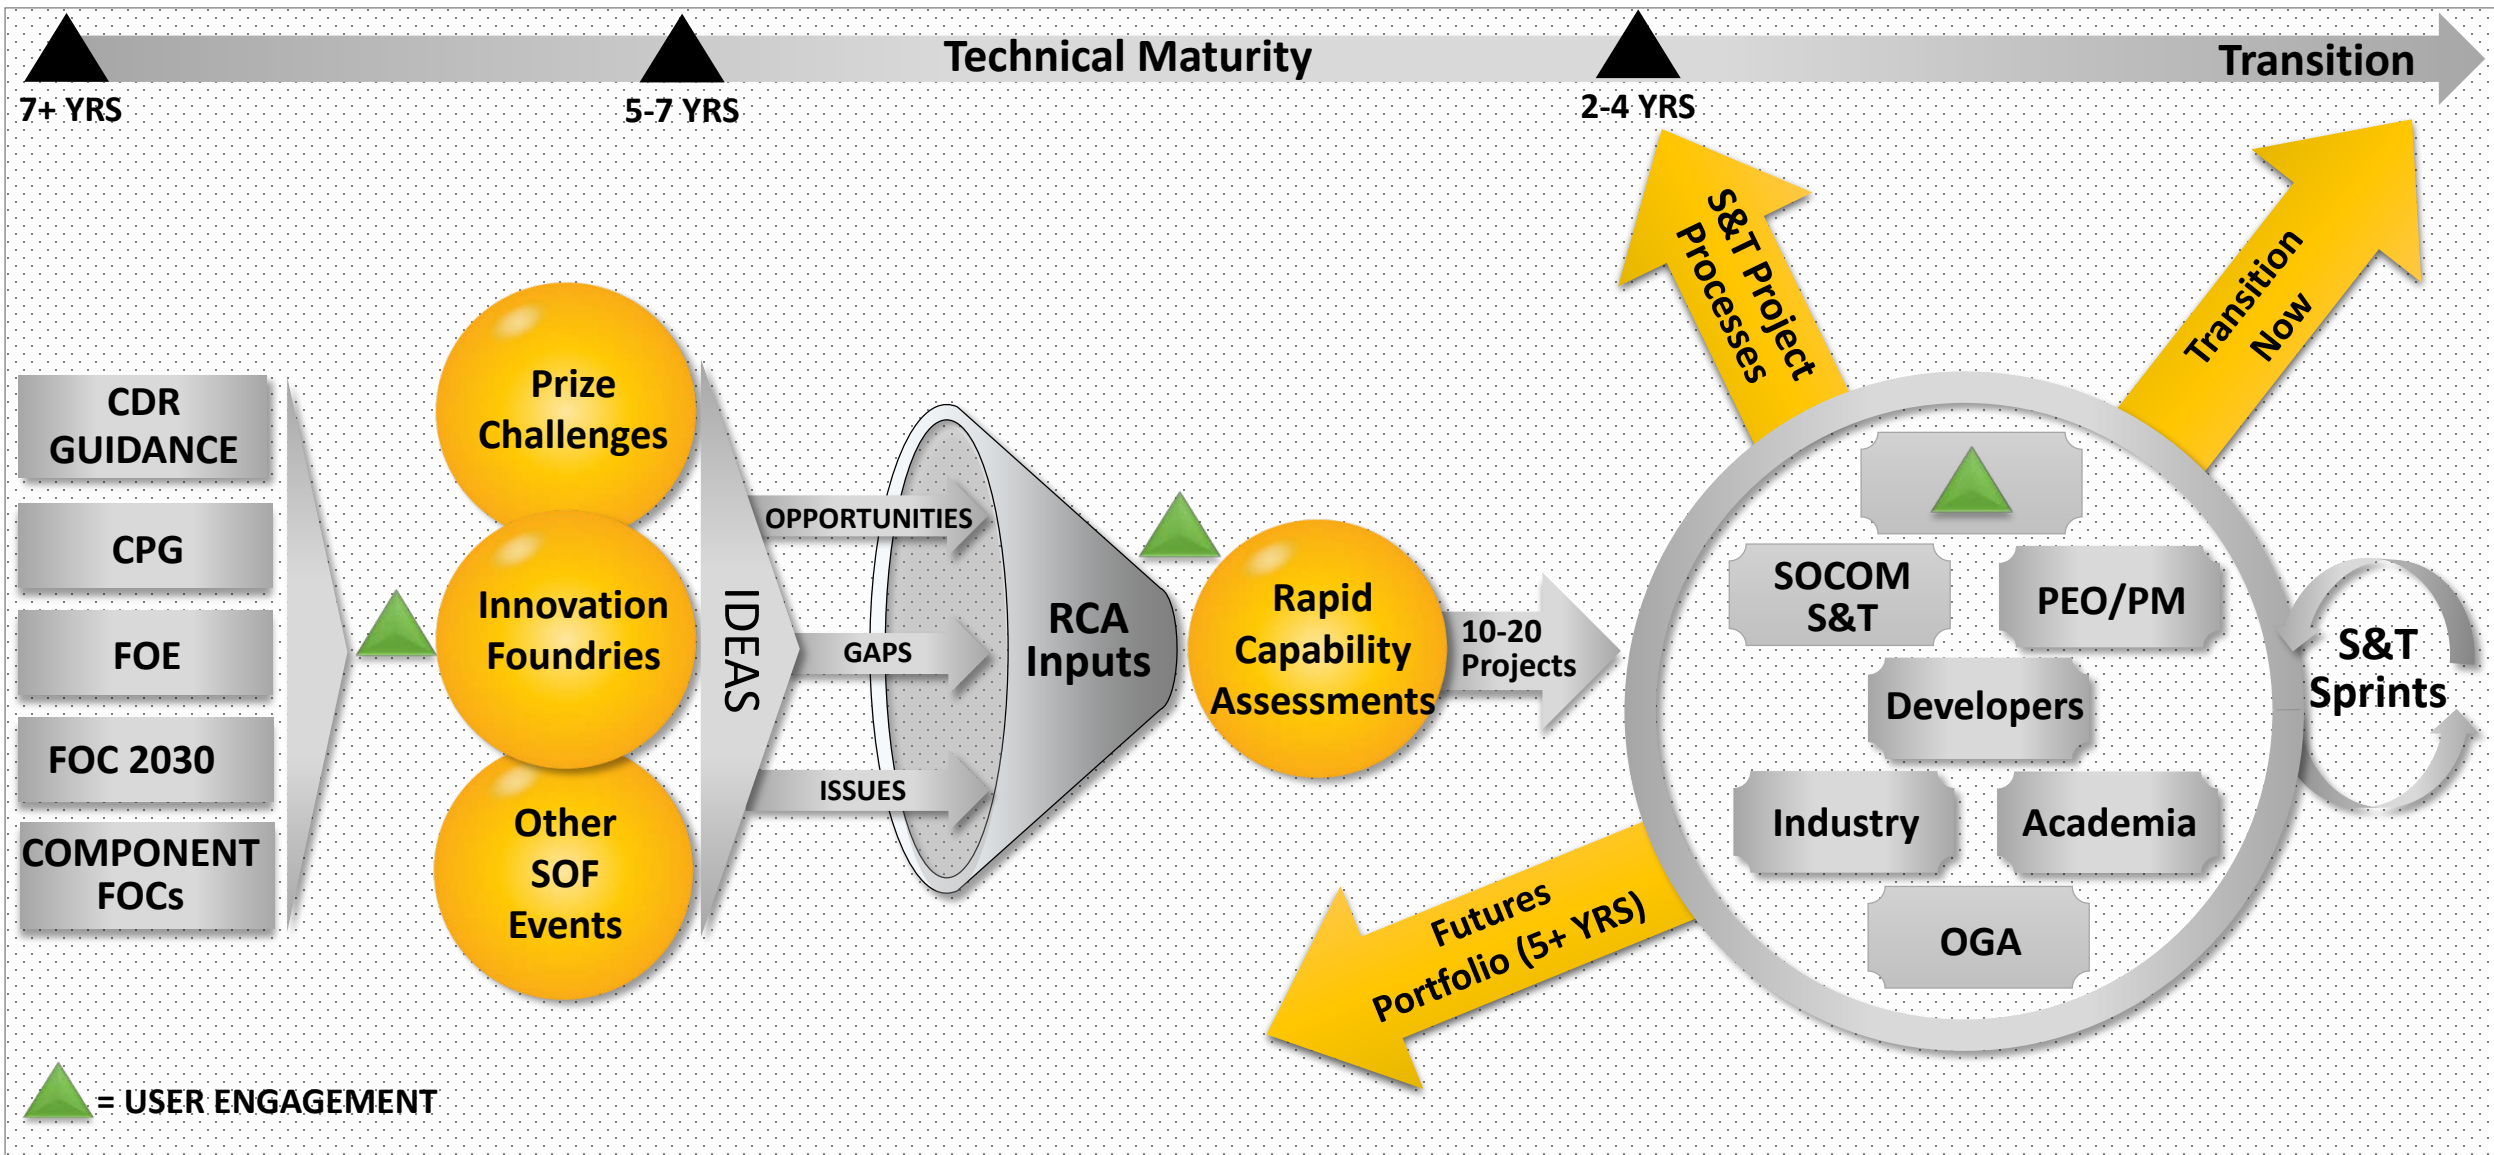 Technical Maturity
Transition
7+ YRS
5-7 YRS
2-4 YRS
CDR
GUIDANCE
CPG
FOE
FOC 2030
COMPONENT
FOCs
Prize
Challenges
Innovation
Foundries
Other
SOF
Events
IDEAS
OPPORTUNITIES
GAPS
ISSUES
RCA
Inputs
Rapid
Capability
Assessments
10-20
Projects
S&T Project
Processes
Transition
Now
Futures
Portfolio (5+ YRS)
SOCOM
S&T
PEO/PM
Developers
Industry
Academia
OGA
S&T
Sprints
= USER ENGAGEMENT